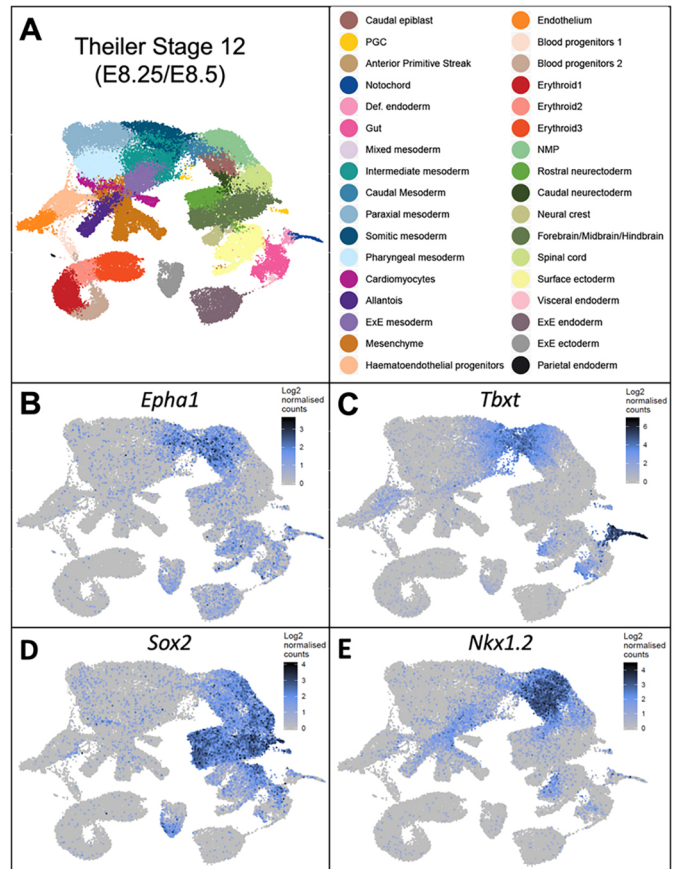 A
Theiler Stage 12
(E8.25/E8.5)
Caudal epiblast
PGC
Anterior Primitive Streak
Notochord
Def. endoderm
Gut
Mixed mesoderm
Intermediate mesoderm
Caudal Mesoderm
Paraxial mesoderm
Somitic mesoderm
Pharyngeal mesoderm
Cardiomyocytes
Allantois
ExE mesoderm
Mesenchyme
Haematoendothelial progenitors
Endothelium
Blood progenitors 1
Blood progenitors 2
Erythroid1
Erythroid2
Erythroid3
NMP
Rostral neurectoderm
Caudal neurectoderm
Neural crest
Forebrain/Midbrain/Hindbrain
Spinal cord
Surface ectoderm
Visceral endoderm
ExE endoderm
ExE ectoderm
Parietal endoderm
B
Epha1
Log2
normalised
counts
3
2
1
0
C
Tbxt
Log2
normalised
counts
6
4
2
0
D
Sox2
Log2
normalised
counts
4
3
2
1
0
E
Nkx1.2
Log2
normalised
counts
4
3
2
1
0